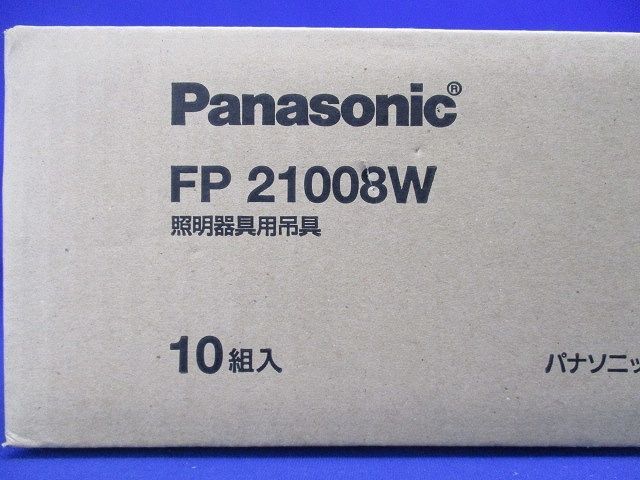 Panasonic®
FP 21008W
照明器具用吊具
10組入
パナソニッ